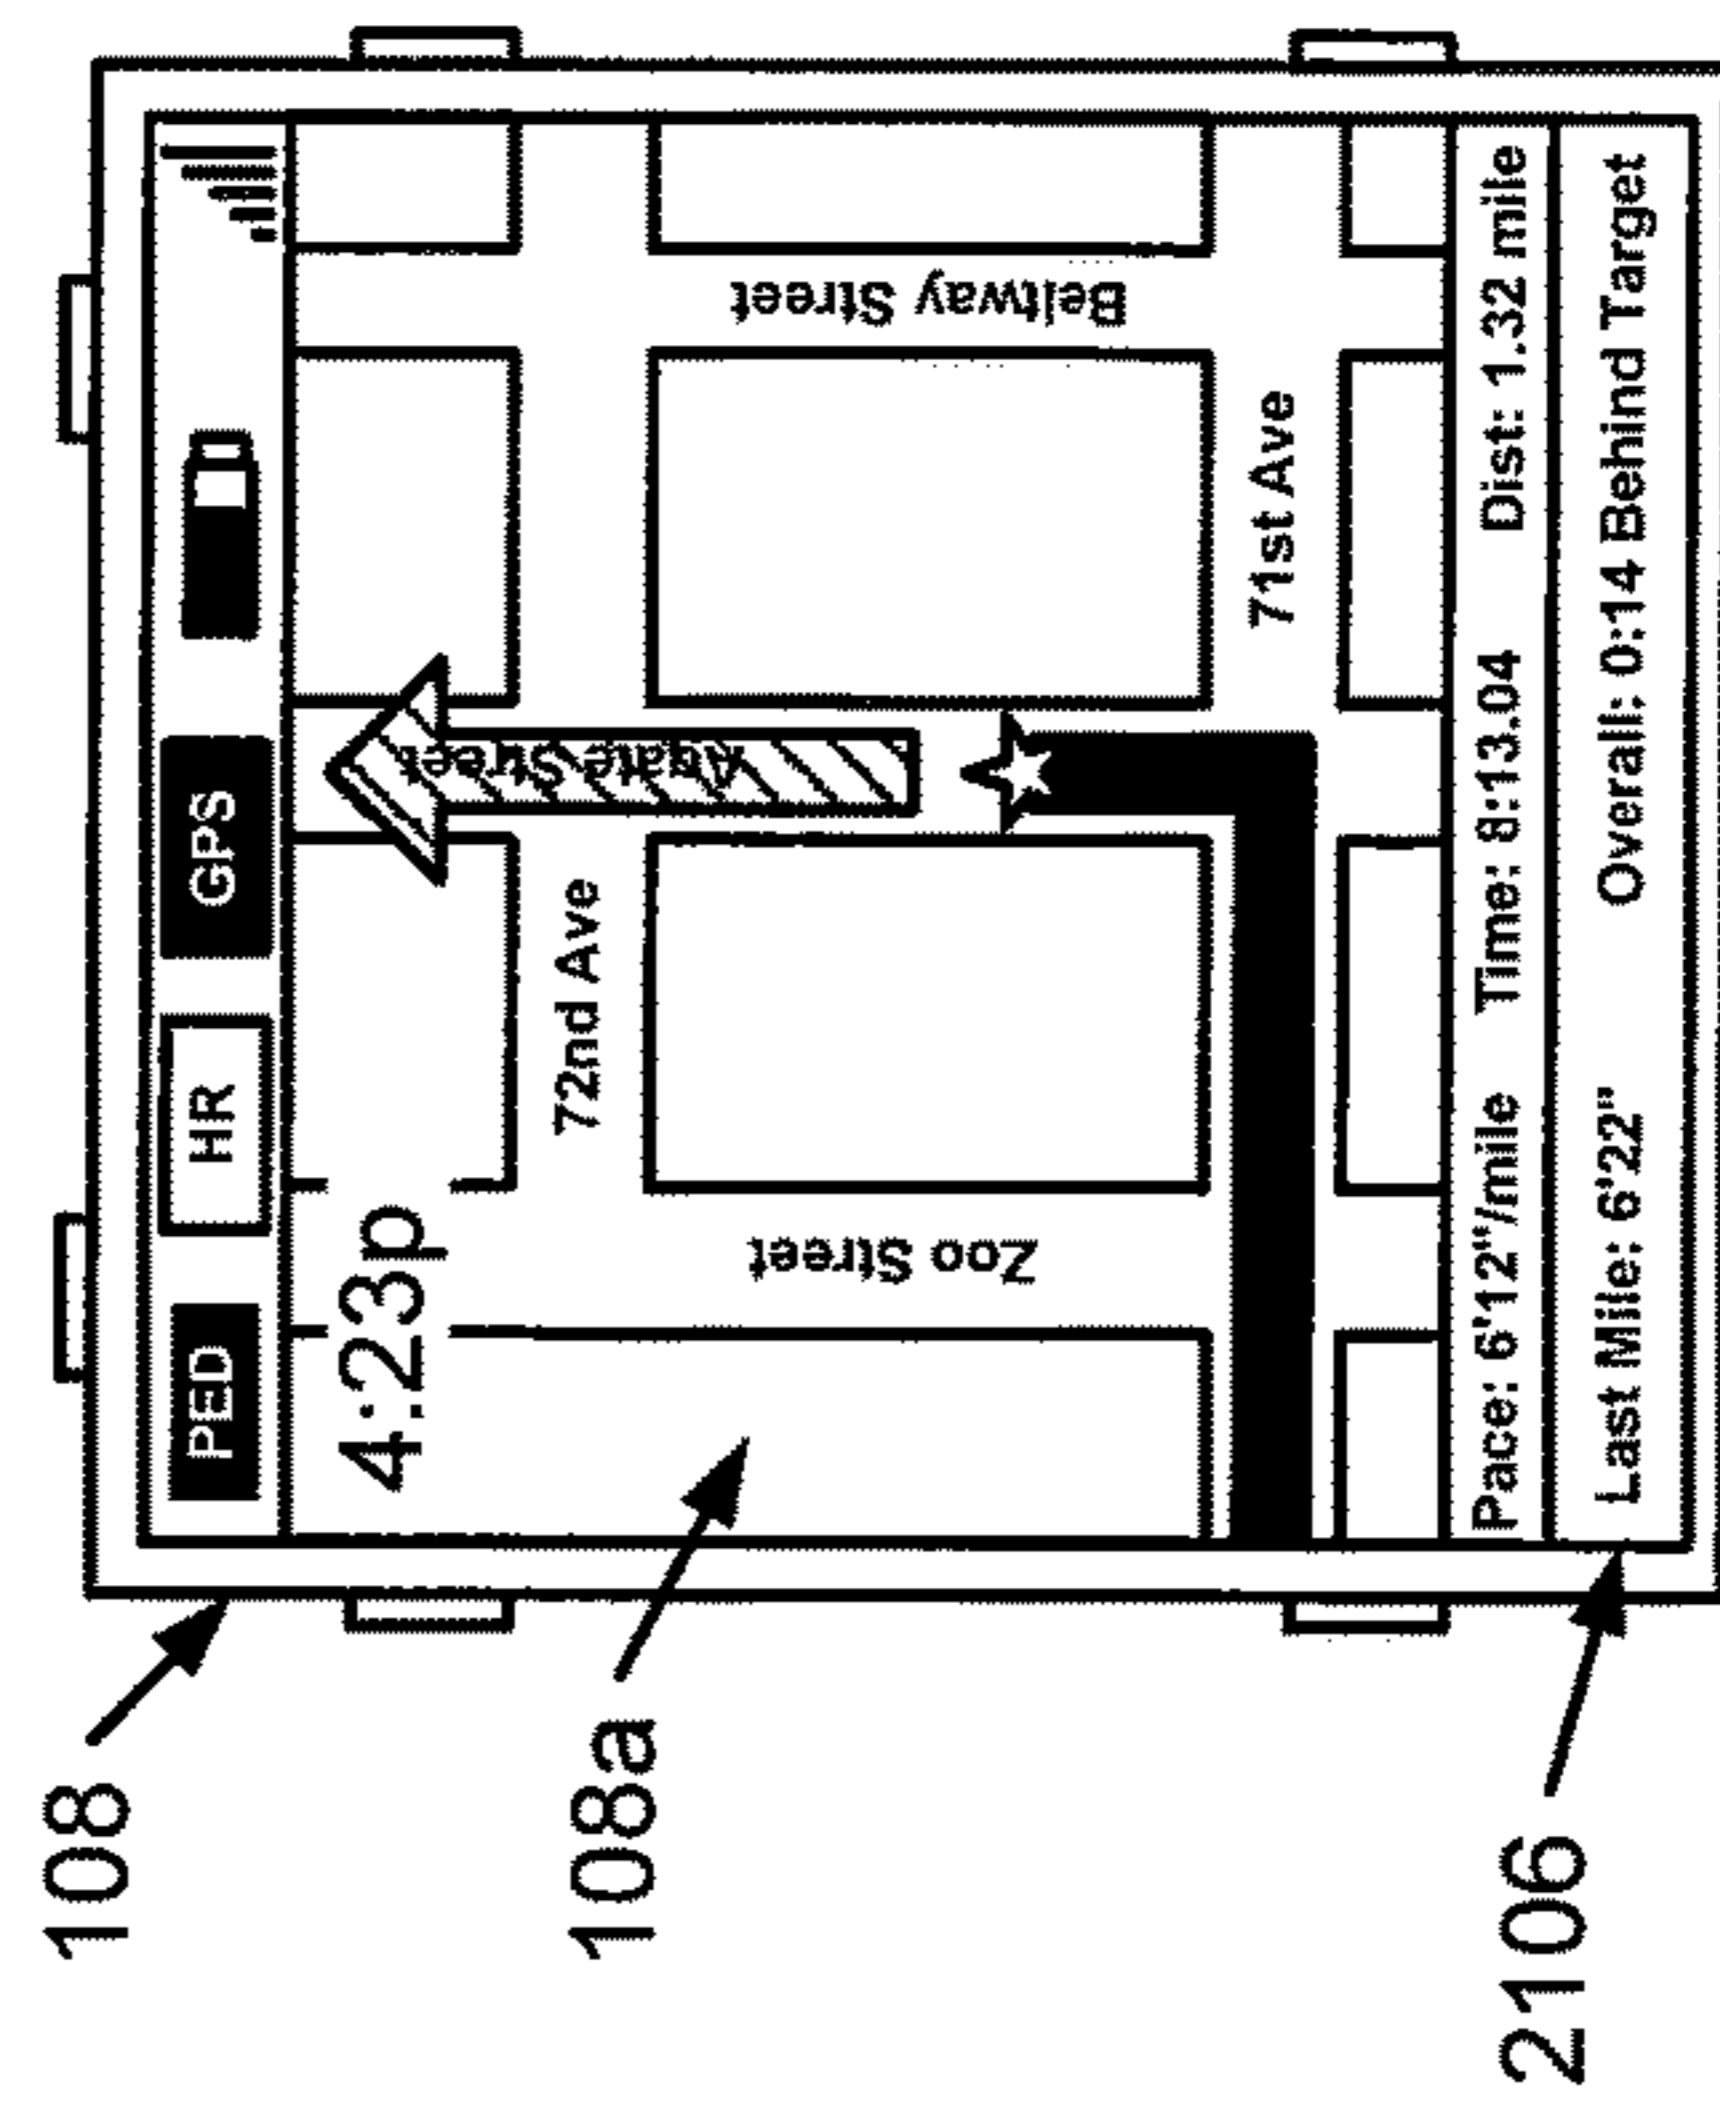 108
108a
2106
PED HR GPS
4:23p
72nd Ave
71st Ave
Zoo Street
Agate Street
Beltway Street
Pace: 6'12"/mile Time: 8:13.04 Dist: 1.32 mile
Last Mile: 6'22" Overall: 0:14 Behind Target